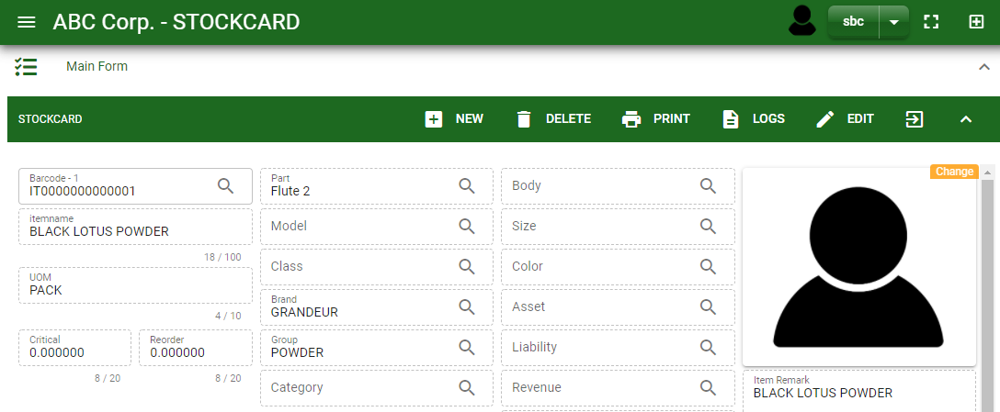 ABC Corp. - STOCKCARD
sbc
Main Form
STOCKCARD
NEW
DELETE
PRINT
LOGS
EDIT
Barcode - 1
IT0000000000001
itemname
BLACK LOTUS POWDER
18 / 100
UOM
PACK
4 / 10
Critical
0.000000
8 / 20
Reorder
0.000000
8 / 20
Part
Flute 2
Model
Class
Brand
GRANDEUR
Group
POWDER
Category
Body
Size
Color
Asset
Liability
Revenue
Change
Item Remark
BLACK LOTUS POWDER